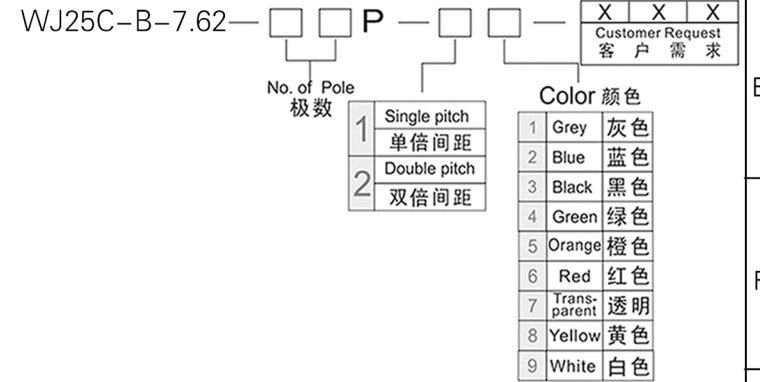 WJ25C-B-7.62— □ □ P — □ □ — X X X
Customer Request
客户需求
No. of Pole
极数
Color 颜色
1 Single pitch
单倍间距
2 Double pitch
双倍间距
1 Grey 灰色
2 Blue 蓝色
3 Black 黑色
4 Green 绿色
5 Orange 橙色
6 Red 红色
7 Trans-
parent 透明
8 Yellow 黄色
9 White 白色